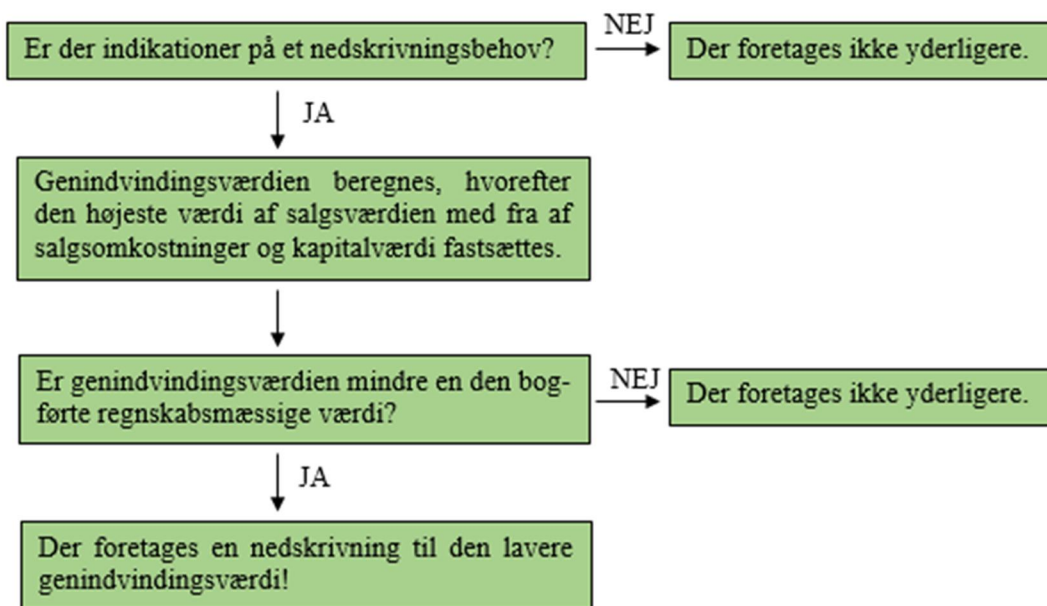 Er der indikationer på et nedskrivningsbehov?
NEJ
Der foretages ikke yderligere.
JA
Genindvindingsværdien beregnes, hvorefter
den højeste værdi af salgsværdien med fra af
salgsomkostninger og kapitalværdi fastsættes.
Er genindvindingsværdien mindre en den bog-
førte regnskabsmæssige værdi?
NEJ
Der foretages ikke yderligere.
JA
Der foretages en nedskrivning til den lavere
genindvindingsværdi!